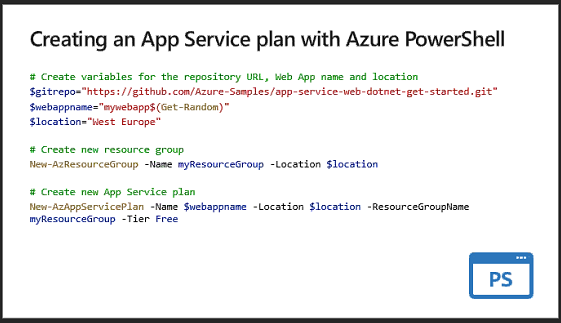 Creating an App Service plan with Azure PowerShell
# Create variables for the repository URL, Web App name and location
$gitrepo="https://github.com/Azure-Samples/app-service-web-dotnet-get-started.git"
$webappname="mywebapp$(Get-Random)"
$location="West Europe"
# Create new resource group
New-AzResourceGroup -Name myResourceGroup -Location $location
# Create new App Service plan
New-AzAppServicePlan -Name $webappname -Location $location -ResourceGroupName
myResourceGroup -Tier Free
PS